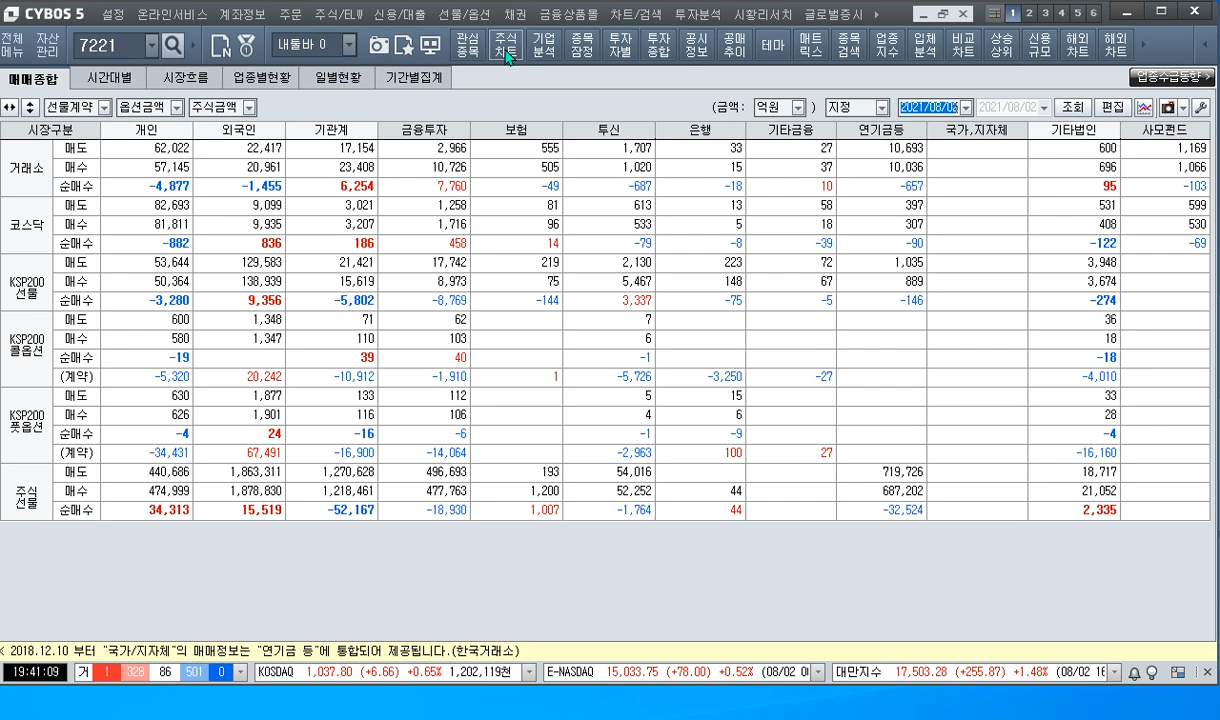 CYBOS 5 설정 온라인서비스 계좌정보 주문 주식/ELW 신용/대출 선물/옵션 채권 금융상품몰 차트/검색 투자분석 시황리서치 글로벌증시 1 2 3 4 5 6
전체메뉴 자산관리 7221 내툴바 0 관심종목 주식차트 기업분석 종목잠정 투자자별 투자종합 공시정보 공매추이 테마 매트릭스 종목검색 업종지수 입체분석 비교차트 상승상위 신용규모 해외차트 해외차트
매매종합 시간대별 시장흐름 업종별현황 일별현황 기간별집계 업종수급동향 >
선물계약 옵션금액 주식금액 (금액: 억원 ) 지정 2021/08/02 2021/08/02 조회 편집
시장구분 개인 외국인 기관계 금융투자 보험 투신 은행 기타금융 연기금등 국가,지자체 기타법인 사모펀드
거래소 매도 62,022 22,417 17,154 2,966 555 1,707 33 27 10,693 600 1,169
매수 57,145 20,961 23,408 10,726 505 1,020 15 37 10,036 696 1,066
순매수 -4,877 -1,455 6,254 7,760 -49 -687 -18 10 -657 95 -103
코스닥 매도 82,693 9,099 3,021 1,258 81 613 13 58 397 531 599
매수 81,811 9,935 3,207 1,716 96 533 5 18 307 408 530
순매수 -882 836 186 458 14 -79 -8 -39 -90 -122 -69
KSP200 선물 매도 53,644 129,583 21,421 17,742 219 2,130 223 72 1,035 3,948
매수 50,364 138,939 15,619 8,973 75 5,467 148 67 889 3,674
순매수 -3,280 9,356 -5,802 -8,769 -144 3,337 -75 -5 -146 -274
KSP200 콜옵션 매도 600 1,348 71 62 7 36
매수 580 1,347 110 103 6 18
순매수 -19 39 40 -1 -18
(계약) -5,320 20,242 -10,912 -1,910 1 -5,726 -3,250 -27 -4,010
KSP200 풋옵션 매도 630 1,877 133 112 5 15 33
매수 626 1,901 116 106 4 6 28
순매수 -4 24 -16 -6 -1 -9 -4
(계약) -34,431 67,491 -16,900 -14,064 -2,963 100 27 -16,160
주식 선물 매도 440,686 1,863,311 1,270,628 496,693 193 54,016 719,726 18,717
매수 474,999 1,878,830 1,218,461 477,763 1,200 52,252 44 687,202 21,052
순매수 34,313 15,519 -52,167 -18,930 1,007 -1,764 44 -32,524 2,335
< 2018.12.10 부터 "국가/지자체"의 매매정보는 "연기금 등"에 통합되어 제공됩니다.(한국거래소)
19:41:09 거 1 328 86 501 0 KOSDAQ 1,037.80 (+6.66) +0.65% 1,202,119천 E-NASDAQ 15,033.75 (+78.00) +0.52% (08/02 대만지수 17,503.28 (+255.87) +1.48% (08/02 16